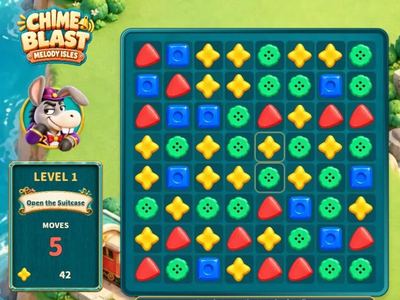 CHIME
BLAST
MELODY ISLES
LEVEL 1
Open the Suitcase
MOVES
5
42